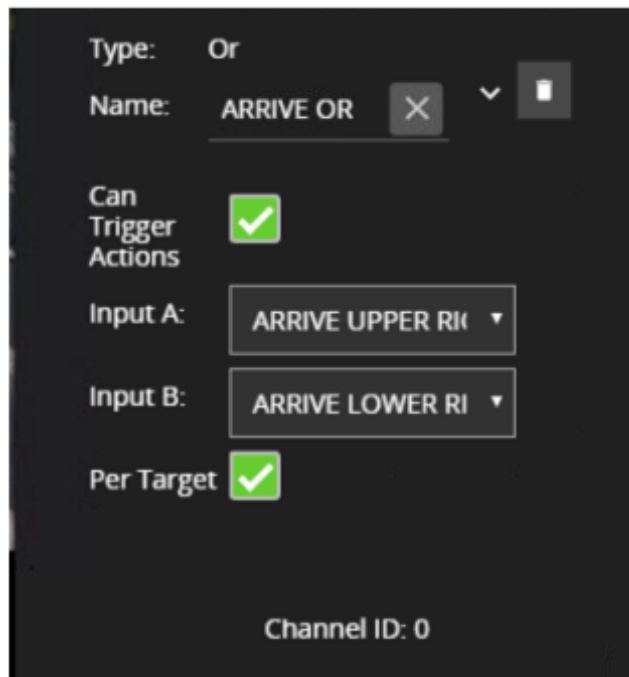 Type: Or
Name: ARRIVE OR
Can
Trigger
Actions
Input A: ARRIVE UPPER RI
Input B: ARRIVE LOWER RI
Per Target
Channel ID: 0